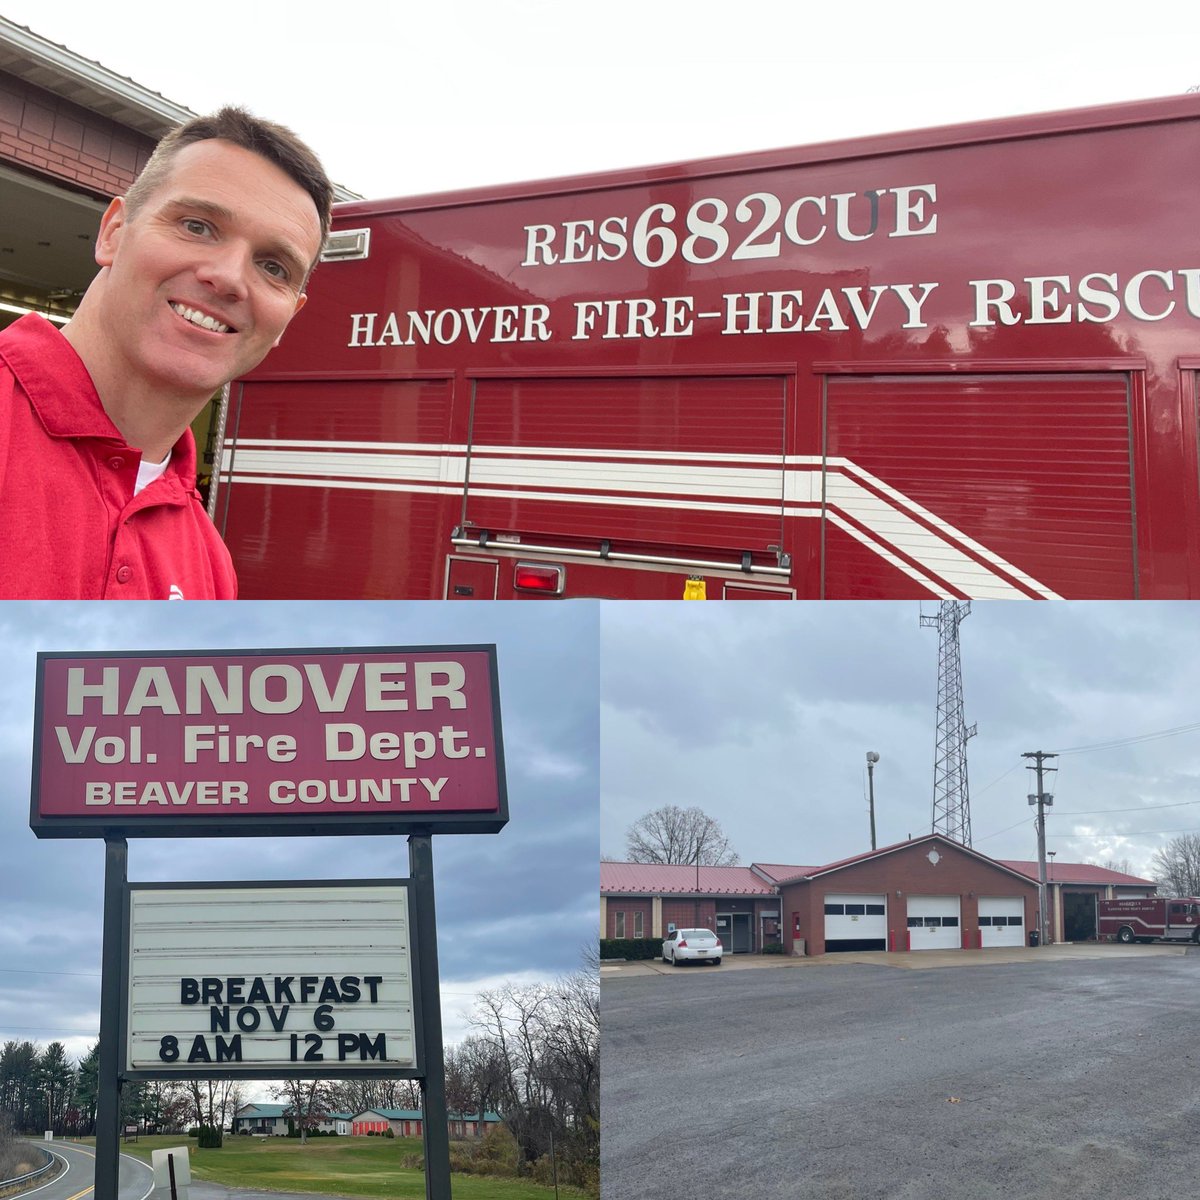 RES682CUE
HANOVER FIRE-HEAVY RESCU
HANOVER
Vol. Fire Dept.
BEAVER COUNTY
BREAKFAST
NOV 6
8 AM 12 PM